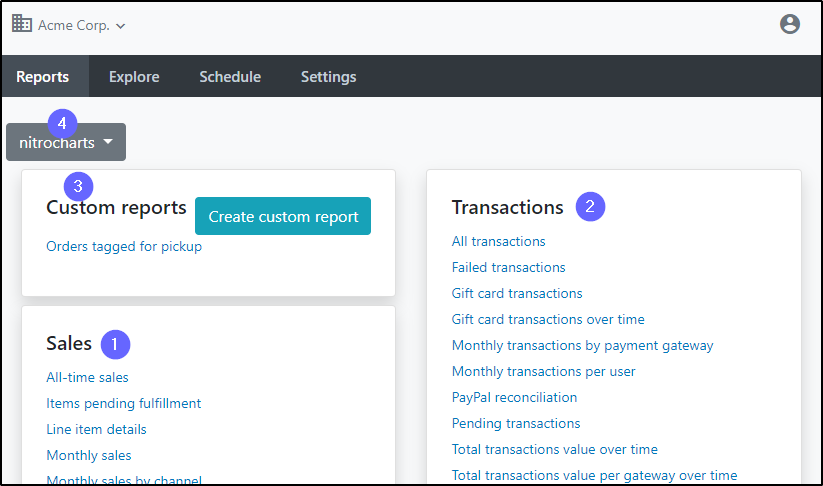 Acme Corp.
Reports Explore Schedule Settings
4
nitrocharts
3
Custom reports
Create custom report
Orders tagged for pickup
Sales 1
All-time sales
Items pending fulfillment
Line item details
Monthly sales
Monthly sales by channel
Transactions 2
All transactions
Failed transactions
Gift card transactions
Gift card transactions over time
Monthly transactions by payment gateway
Monthly transactions per user
PayPal reconciliation
Pending transactions
Total transactions value over time
Total transactions value per gateway over time